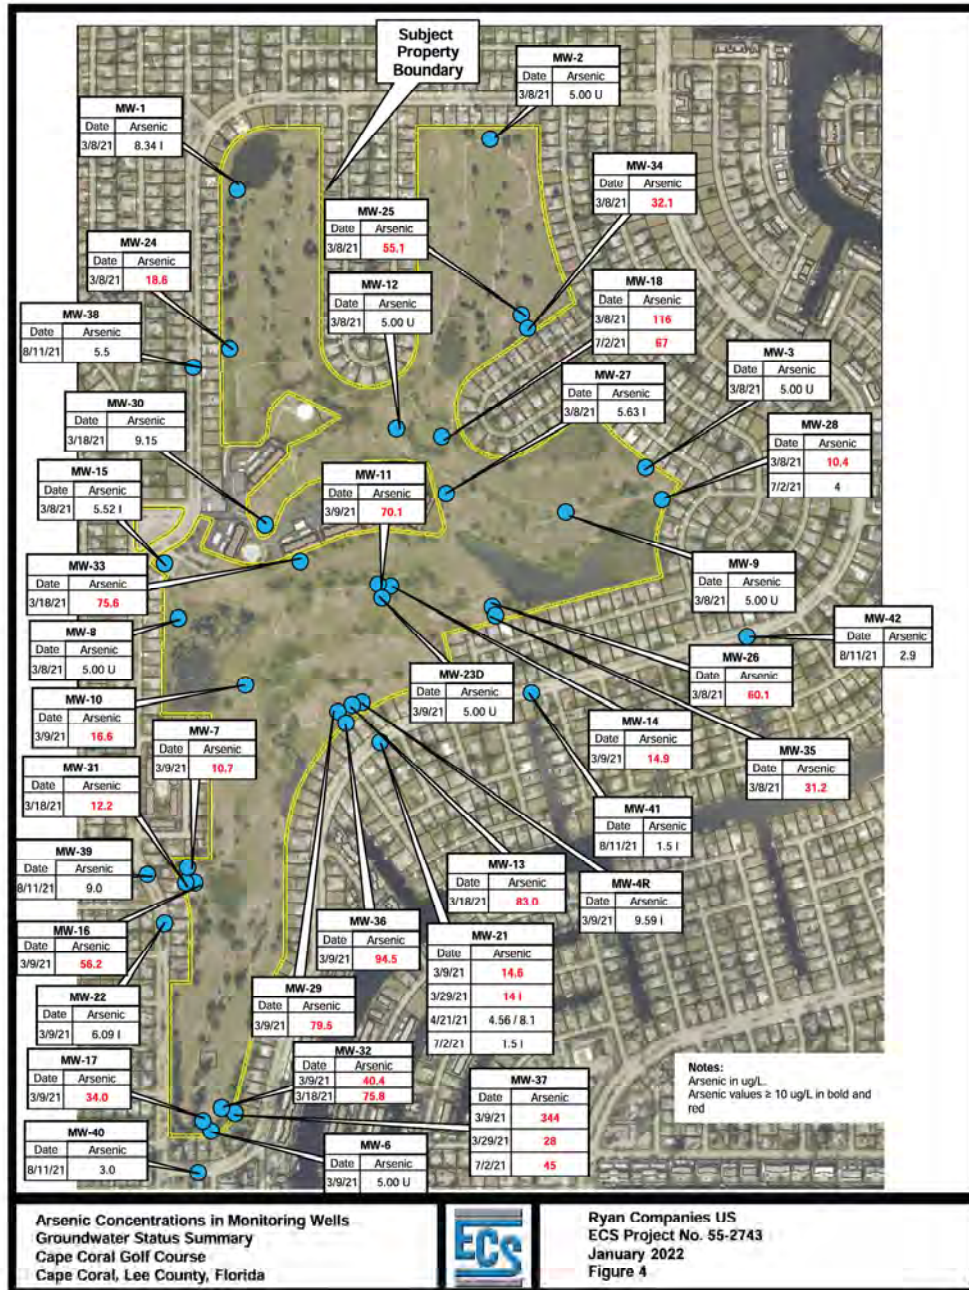 Subject
Property
Boundary
MW-2
Date Arsenic
3/8/21 5.00 U
MW-1
Date Arsenic
3/8/21 8.34 I
MW-34
Date Arsenic
3/8/21 32.1
MW-25
Date Arsenic
3/8/21 55.1
MW-24
Date Arsenic
3/8/21 18.6
MW-12
Date Arsenic
3/8/21 5.00 U
MW-18
Date Arsenic
3/8/21 116
7/2/21 67
MW-38
Date Arsenic
8/11/21 5.5
MW-3
Date Arsenic
3/8/21 5.00 U
MW-27
Date Arsenic
3/8/21 5.63 I
MW-30
Date Arsenic
3/18/21 9.15
MW-28
Date Arsenic
3/8/21 10.4
7/2/21 4
MW-15
Date Arsenic
3/8/21 5.52 I
MW-11
Date Arsenic
3/9/21 70.1
MW-33
Date Arsenic
3/18/21 75.6
MW-9
Date Arsenic
3/8/21 5.00 U
MW-8
Date Arsenic
3/8/21 5.00 U
MW-42
Date Arsenic
8/11/21 2.9
MW-26
Date Arsenic
3/8/21 60.1
MW-23D
Date Arsenic
3/9/21 5.00 U
MW-10
Date Arsenic
3/9/21 16.6
MW-14
Date Arsenic
3/9/21 14.9
MW-7
Date Arsenic
3/9/21 10.7
MW-35
Date Arsenic
3/8/21 31.2
MW-31
Date Arsenic
3/18/21 12.2
MW-41
Date Arsenic
8/11/21 1.5 I
MW-39
Date Arsenic
8/11/21 9.0
MW-13
Date Arsenic
3/18/21 83.0
MW-4R
Date Arsenic
3/9/21 9.59 I
MW-16
Date Arsenic
3/9/21 56.2
MW-36
Date Arsenic
3/9/21 94.5
MW-21
Date Arsenic
3/9/21 14.6
3/29/21 14 I
4/21/21 4.56 / 8.1
7/2/21 1.5 I
MW-22
Date Arsenic
3/9/21 6.09 I
MW-29
Date Arsenic
3/9/21 79.5
MW-17
Date Arsenic
3/9/21 34.0
MW-32
Date Arsenic
3/9/21 40.4
3/18/21 75.8
MW-37
Date Arsenic
3/9/21 344
3/29/21 28
7/2/21 45
MW-40
Date Arsenic
8/11/21 3.0
MW-6
Date Arsenic
3/9/21 5.00 U
Notes:
Arsenic in ug/L.
Arsenic values ≥ 10 ug/L in bold and
red
Arsenic Concentrations in Monitoring Wells
Groundwater Status Summary
Cape Coral Golf Course
Cape Coral, Lee County, Florida
ECS
Ryan Companies US
ECS Project No. 55-2743
January 2022
Figure 4